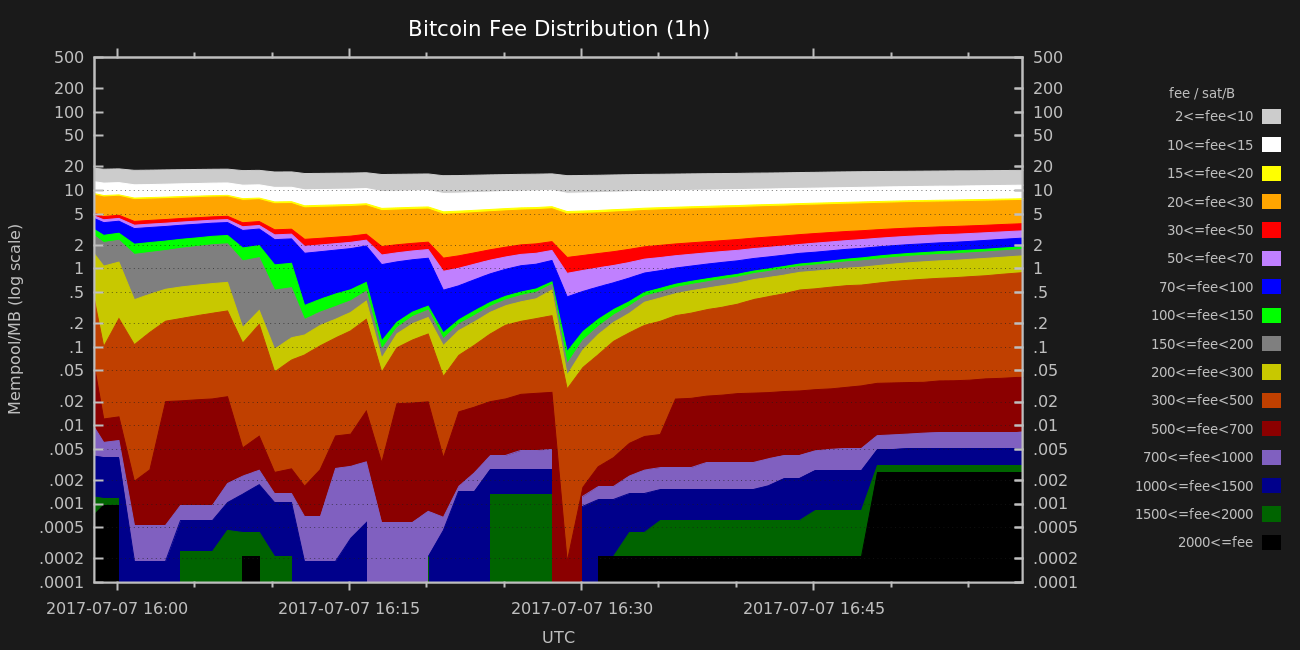 Bitcoin Fee Distribution (1h)
Mempool/MB (log scale)
500
200
100
50
20
10
5
2
1
.5
.2
.1
.05
.02
.01
.005
.002
.001
.0005
.0002
.0001
500
200
100
50
20
10
5
2
1
.5
.2
.1
.05
.02
.01
.005
.002
.001
.0005
.0002
.0001
2017-07-07 16:00
2017-07-07 16:15
2017-07-07 16:30
2017-07-07 16:45
UTC
fee / sat/B
2<=fee<10
10<=fee<15
15<=fee<20
20<=fee<30
30<=fee<50
50<=fee<70
70<=fee<100
100<=fee<150
150<=fee<200
200<=fee<300
300<=fee<500
500<=fee<700
700<=fee<1000
1000<=fee<1500
1500<=fee<2000
2000<=fee